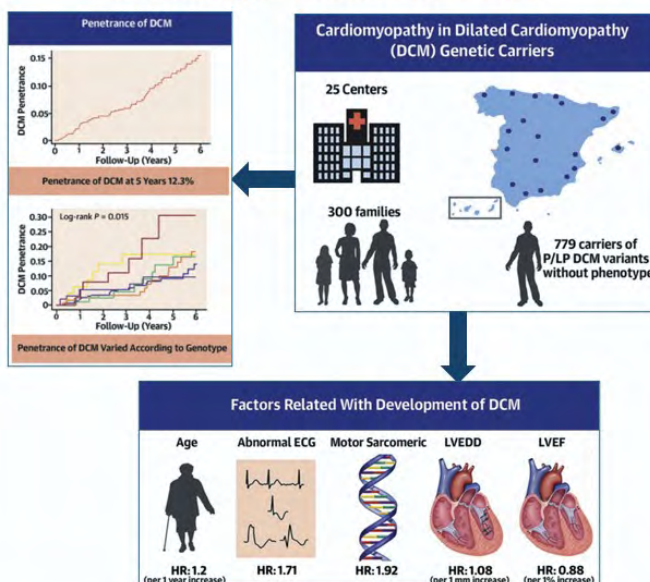 Penetrance of DCM
DCM Penetrance
0.15
0.10
0.05
0
0 1 2 3 4 5 6
Follow-Up (Years)
Penetrance of DCM at 5 Years 12.3%
Log-rank P = 0.015
DCM Penetrance
0.30
0.25
0.20
0.15
0.10
0.05
0
0 1 2 3 4 5 6
Follow-Up (Years)
Penetrance of DCM Varied According to Genotype
Cardiomyopathy in Dilated Cardiomyopathy
(DCM) Genetic Carriers
25 Centers
300 families
779 carriers of
P/LP DCM variants
without phenotype
Factors Related With Development of DCM
Age
HR: 1.2
(per 1 year increase)
Abnormal ECG
HR: 1.71
Motor Sarcomeric
HR: 1.92
LVEDD
HR: 1.08
(per 1 mm increase)
LVEF
HR: 0.88
(per 1% increase)